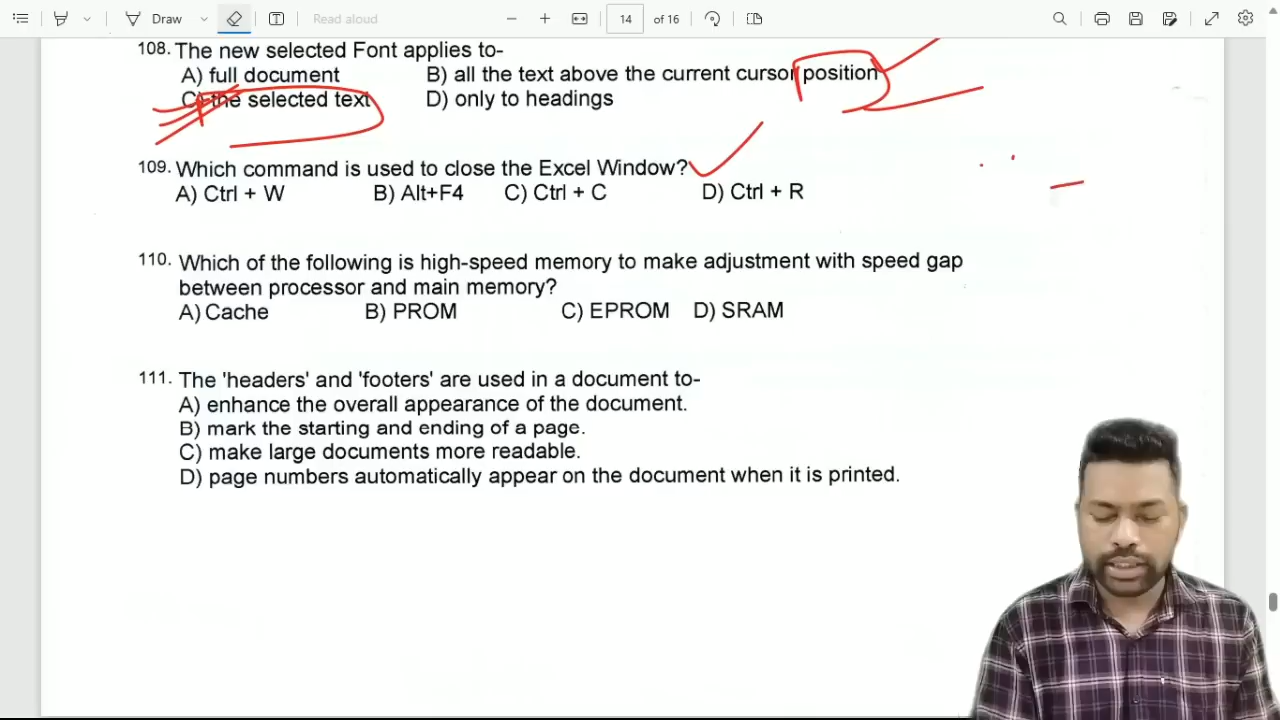 Draw
Read aloud
14 of 16
108. The new selected Font applies to-
A) full document B) all the text above the current cursor position
C) the selected text D) only to headings
109. Which command is used to close the Excel Window?
A) Ctrl + W B) Alt+F4 C) Ctrl + C D) Ctrl + R
110. Which of the following is high-speed memory to make adjustment with speed gap
between processor and main memory?
A) Cache B) PROM C) EPROM D) SRAM
111. The 'headers' and 'footers' are used in a document to-
A) enhance the overall appearance of the document.
B) mark the starting and ending of a page.
C) make large documents more readable.
D) page numbers automatically appear on the document when it is printed.